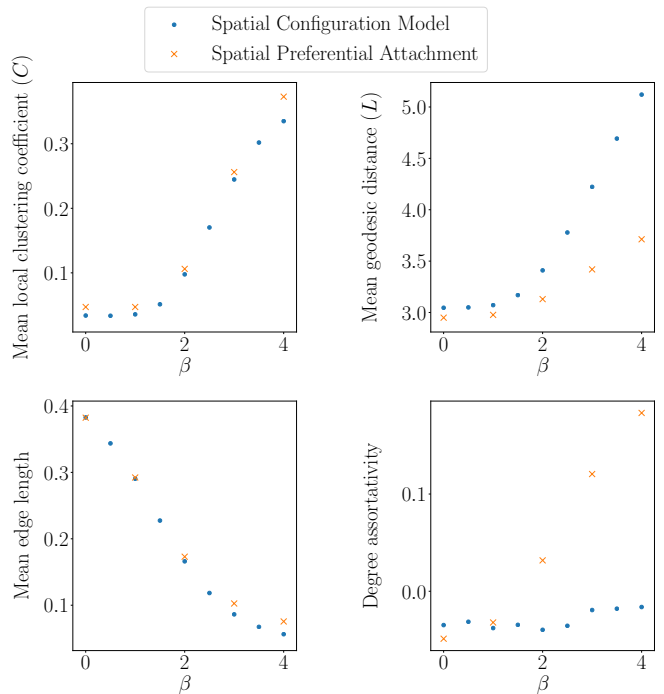 Spatial Configuration Model
Spatial Preferential Attachment
Mean local clustering coefficient (C)
0.3
0.2
0.1
0 2 4
β
Mean geodesic distance (L)
5.0
4.5
4.0
3.5
3.0
0 2 4
β
Mean edge length
0.4
0.3
0.2
0.1
0 2 4
β
Degree assortativity
0.1
0.0
0 2 4
β